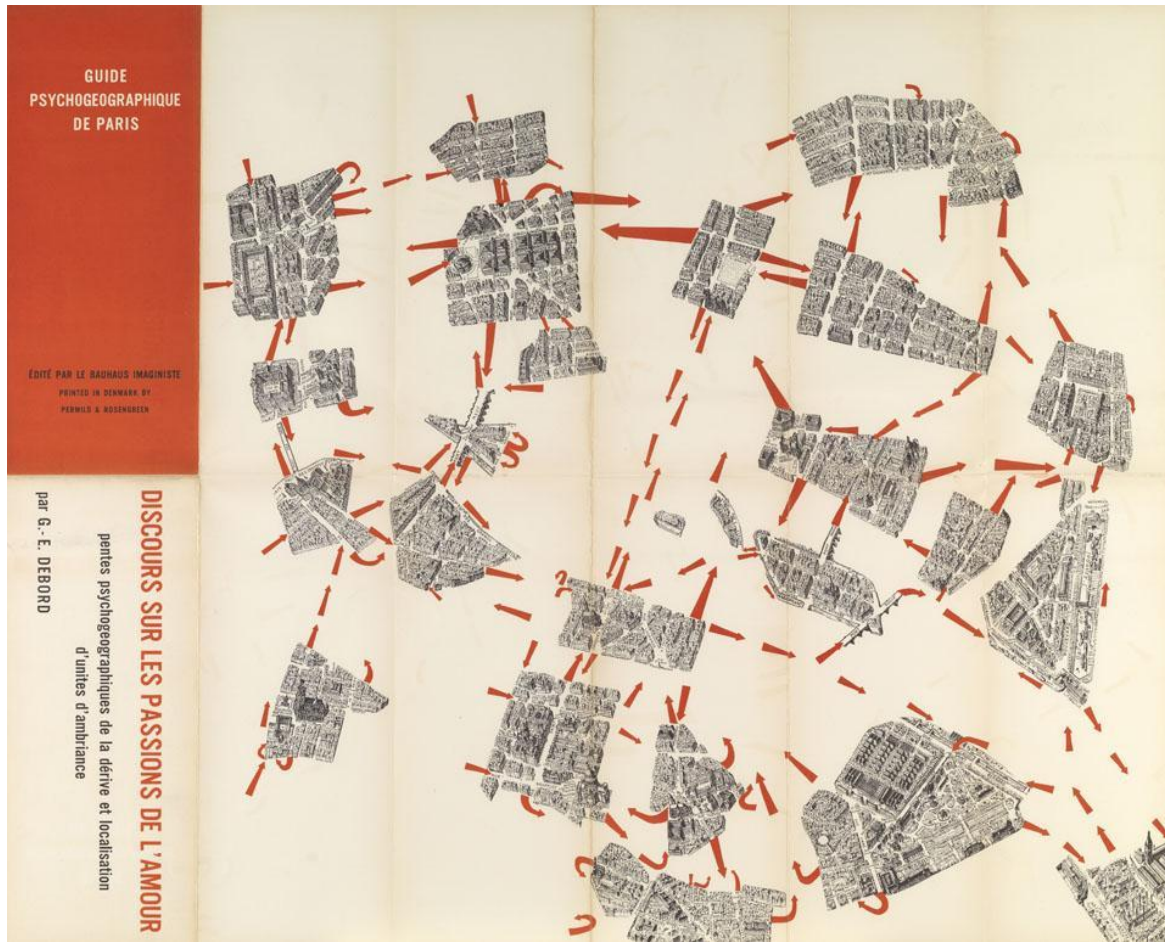 GUIDE
PSYCHOGEOGRAPHIQUE
DE PARIS
ÉDITÉ PAR LE BAUHAUS IMAGINISTE
PRINTED IN DENMARK BY
PERMILD & ROSENGREEN
DISCOURS SUR LES PASSIONS DE L'AMOUR
pentes psychogeographiques de la dérive et localisation
d'unites d'ambriance
par G.-E. DEBORD